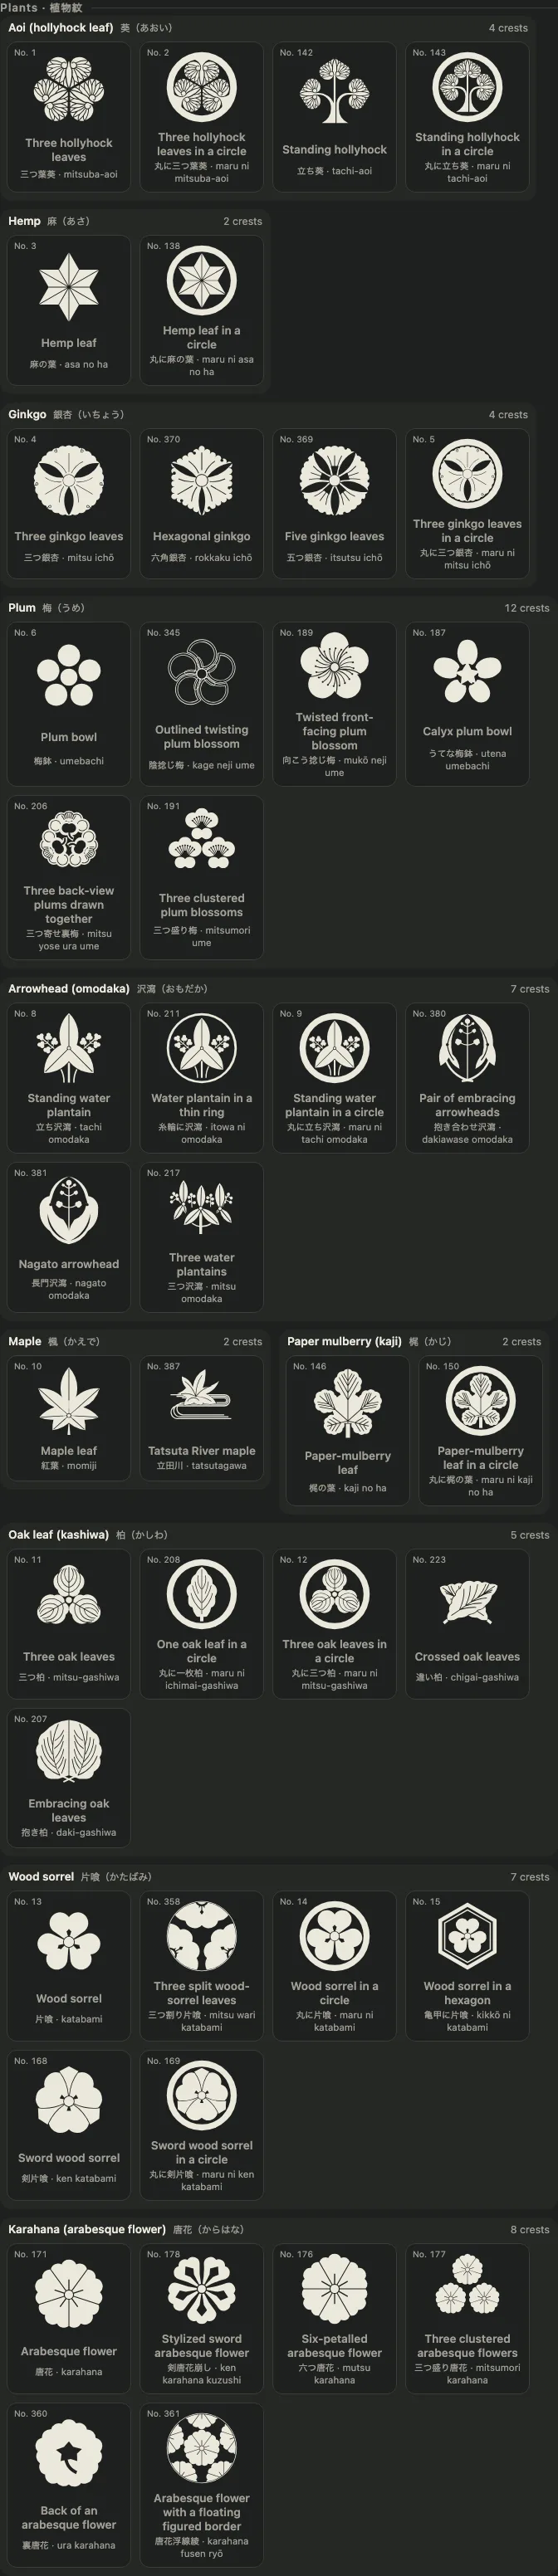 Plants · 植物紋
Aoi (hollyhock leaf) 葵（あおい） 4 crests
No. 1
Three hollyhock
leaves
三つ葉葵 · mitsuba-aoi
No. 2
Three hollyhock
leaves in a circle
丸に三つ葉葵 · maru ni
mitsuba-aoi
No. 142
Standing hollyhock
立ち葵 · tachi-aoi
No. 143
Standing hollyhock
in a circle
丸に立ち葵 · maru ni
tachi-aoi
Hemp 麻（あさ） 2 crests
No. 3
Hemp leaf
麻の葉 · asa no ha
No. 138
Hemp leaf in a
circle
丸に麻の葉 · maru ni asa
no ha
Ginkgo 銀杏（いちょう） 4 crests
No. 4
Three ginkgo leaves
三つ銀杏 · mitsu ichō
No. 370
Hexagonal ginkgo
六角銀杏 · rokkaku ichō
No. 369
Five ginkgo leaves
五つ銀杏 · itsutsu ichō
No. 5
Three ginkgo leaves
in a circle
丸に三つ銀杏 · maru ni
mitsu ichō
Plum 梅（うめ） 12 crests
No. 6
Plum bowl
梅鉢 · umebachi
No. 345
Outlined twisting
plum blossom
陰捻じ梅 · kage neji ume
No. 189
Twisted front-
facing plum
blossom
向こう捻じ梅 · mukō neji
ume
No. 187
Calyx plum bowl
うてな梅鉢 · utena
umebachi
No. 206
Three back-view
plums drawn
together
三つ寄せ裏梅 · mitsu
yose ura ume
No. 191
Three clustered
plum blossoms
三つ盛り梅 · mitsumori
ume
Arrowhead (omodaka) 沢瀉（おもだか） 7 crests
No. 8
Standing water
plantain
立ち沢瀉 · tachi
omodaka
No. 211
Water plantain in a
thin ring
糸輪に沢瀉 · itowa ni
omodaka
No. 9
Standing water
plantain in a circle
丸に立ち沢瀉 · maru ni
tachi omodaka
No. 380
Pair of embracing
arrowheads
抱き合わせ沢瀉 ·
dakiawase omodaka
No. 381
Nagato arrowhead
長門沢瀉 · nagato
omodaka
No. 217
Three water
plantains
三つ沢瀉 · mitsu
omodaka
Maple 楓（かえで） 2 crests
No. 10
Maple leaf
紅葉 · momiji
No. 387
Tatsuta River maple
立田川 · tatsutagawa
Paper mulberry (kaji) 梶（かじ） 2 crests
No. 146
Paper-mulberry
leaf
梶の葉 · kaji no ha
No. 150
Paper-mulberry
leaf in a circle
丸に梶の葉 · maru ni kaji
no ha
Oak leaf (kashiwa) 柏（かしわ） 5 crests
No. 11
Three oak leaves
三つ柏 · mitsu-gashiwa
No. 208
One oak leaf in a
circle
丸に一枚柏 · maru ni
ichimai-gashiwa
No. 12
Three oak leaves in
a circle
丸に三つ柏 · maru ni
mitsu-gashiwa
No. 223
Crossed oak leaves
違い柏 · chigai-gashiwa
No. 207
Embracing oak
leaves
抱き柏 · daki-gashiwa
Wood sorrel 片喰（かたばみ） 7 crests
No. 13
Wood sorrel
片喰 · katabami
No. 358
Three split wood-
sorrel leaves
三つ割り片喰 · mitsu wari
katabami
No. 14
Wood sorrel in a
circle
丸に片喰 · maru ni
katabami
No. 15
Wood sorrel in a
hexagon
亀甲に片喰 · kikkō ni
katabami
No. 168
Sword wood sorrel
剣片喰 · ken katabami
No. 169
Sword wood sorrel
in a circle
丸に剣片喰 · maru ni ken
katabami
Karahana (arabesque flower) 唐花（からはな） 8 crests
No. 171
Arabesque flower
唐花 · karahana
No. 178
Stylized sword
arabesque flower
剣唐花崩し · ken
karahana kuzushi
No. 176
Six-petalled
arabesque flower
六つ唐花 · mutsu
karahana
No. 177
Three clustered
arabesque flowers
三つ盛り唐花 · mitsumori
karahana
No. 360
Back of an
arabesque flower
裏唐花 · ura karahana
No. 361
Arabesque flower
with a floating
figured border
唐花浮線綾 · karahana
fusen ryō